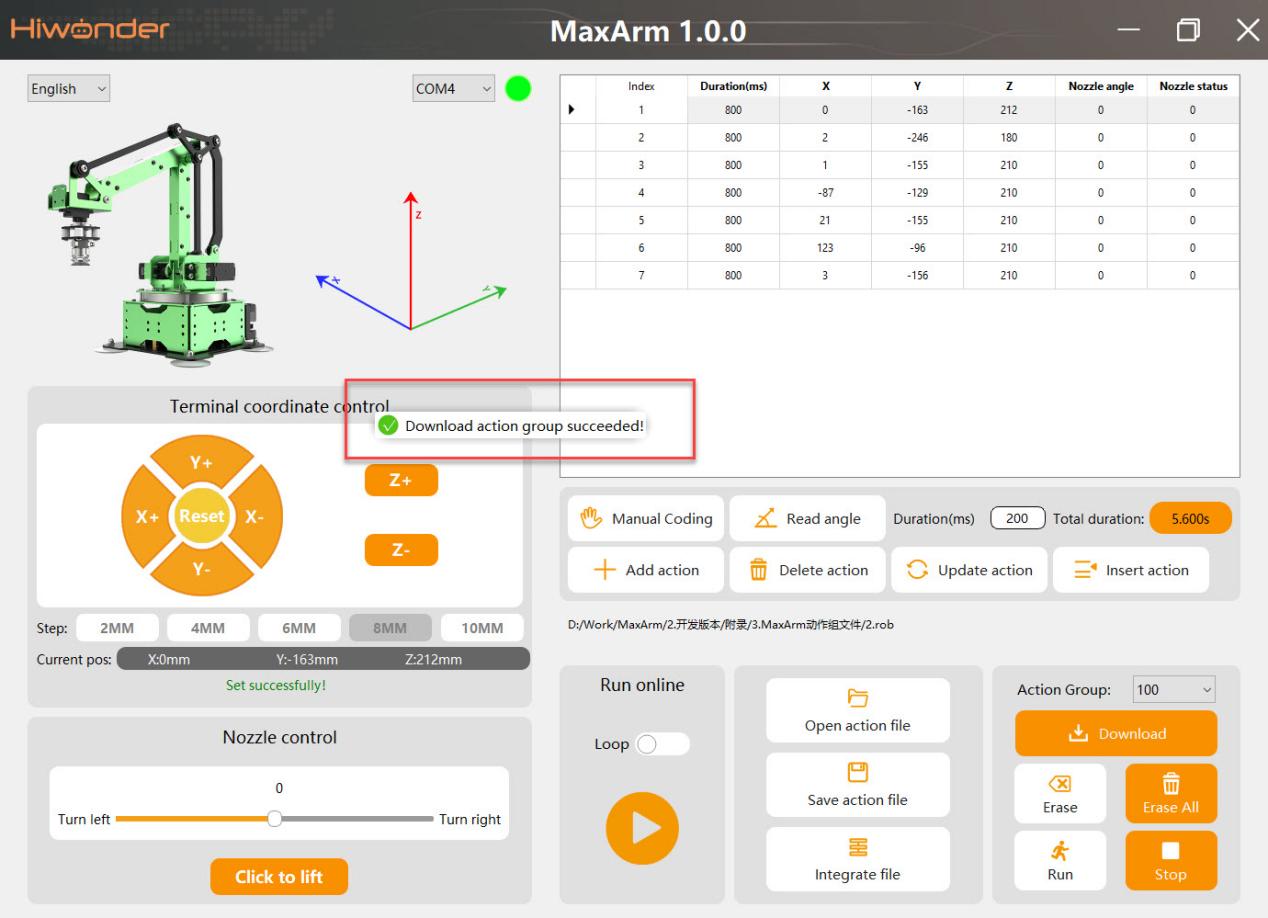 Hiwonder
MaxArm 1.0.0
English
COM4
Z
X
Y
Index Duration(ms) X Y Z Nozzle angle Nozzle status
1 800 0 -163 212 0 0
2 800 2 -246 180 0 0
3 800 1 -155 210 0 0
4 800 -87 -129 210 0 0
5 800 21 -155 210 0 0
6 800 123 -96 210 0 0
7 800 3 -156 210 0 0
Terminal coordinate control
Download action group succeeded!
Y+
X+ Reset X-
Y-
Z+
Z-
Step: 2MM 4MM 6MM 8MM 10MM
Current pos: X:0mm Y:-163mm Z:212mm
Set successfully!
Nozzle control
0
Turn left Turn right
Click to lift
Manual Coding Read angle Duration(ms) 200 Total duration: 5.600s
Add action Delete action Update action Insert action
D:/Work/MaxArm/2.开发版本/附录/3.MaxArm动作组文件/2.rob
Run online
Loop
Open action file
Save action file
Integrate file
Action Group: 100
Download
Erase Erase All
Run Stop